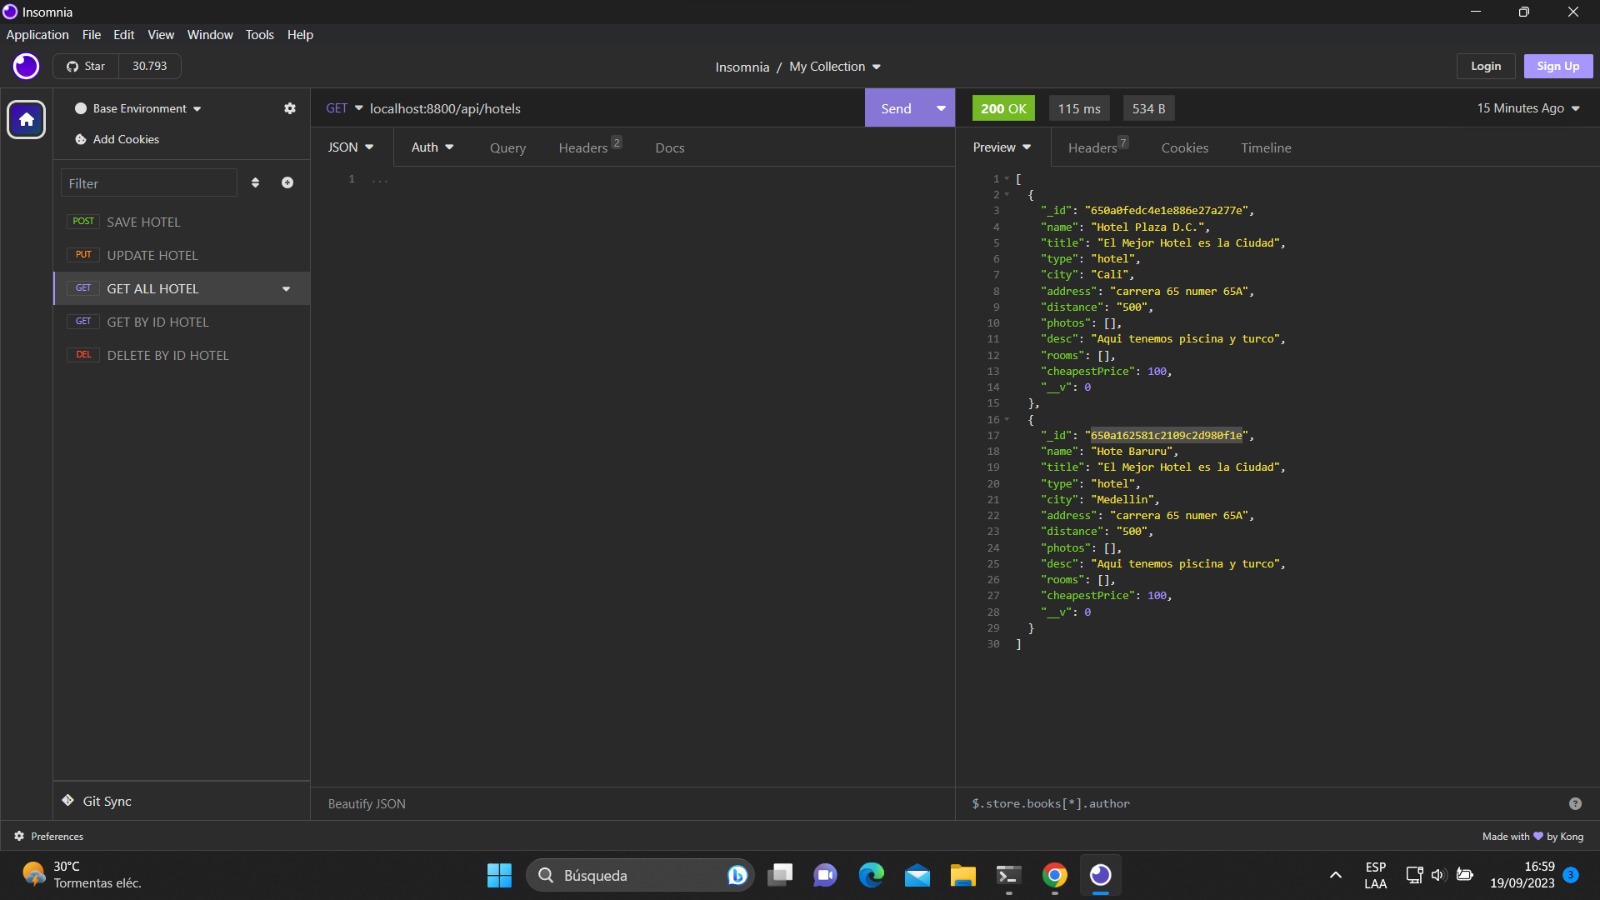 Insomnia
Application File Edit View Window Tools Help
Star 30.793
Insomnia / My Collection
Login Sign Up
Base Environment
Add Cookies
Filter
POST SAVE HOTEL
PUT UPDATE HOTEL
GET GET ALL HOTEL
GET GET BY ID HOTEL
DEL DELETE BY ID HOTEL
Git Sync
GET localhost:8800/api/hotels Send
JSON Auth Query Headers 2 Docs
1 ...
Beautify JSON
200 OK 115 ms 534 B 15 Minutes Ago
Preview Headers 7 Cookies Timeline
1 [
2 {
3 "_id": "650a0fedc4e1e886e27a277e",
4 "name": "Hotel Plaza D.C.",
5 "title": "El Mejor Hotel es la Ciudad",
6 "type": "hotel",
7 "city": "Cali",
8 "address": "carrera 65 numer 65A",
9 "distance": "500",
10 "photos": [],
11 "desc": "Aqui tenemos piscina y turco",
12 "rooms": [],
13 "cheapestPrice": 100,
14 "__v": 0
15 },
16 {
17 "_id": "650a162581c2109c2d980f1e",
18 "name": "Hote Baruru",
19 "title": "El Mejor Hotel es la Ciudad",
20 "type": "hotel",
21 "city": "Medellin",
22 "address": "carrera 65 numer 65A",
23 "distance": "500",
24 "photos": [],
25 "desc": "Aqui tenemos piscina y turco",
26 "rooms": [],
27 "cheapestPrice": 100,
28 "__v": 0
29 }
30 ]
$.store.books[*].author
Preferences
Made with 💜 by Kong
30°C
Tormentas eléc.
Búsqueda
ESP
LAA
16:59
19/09/2023
3